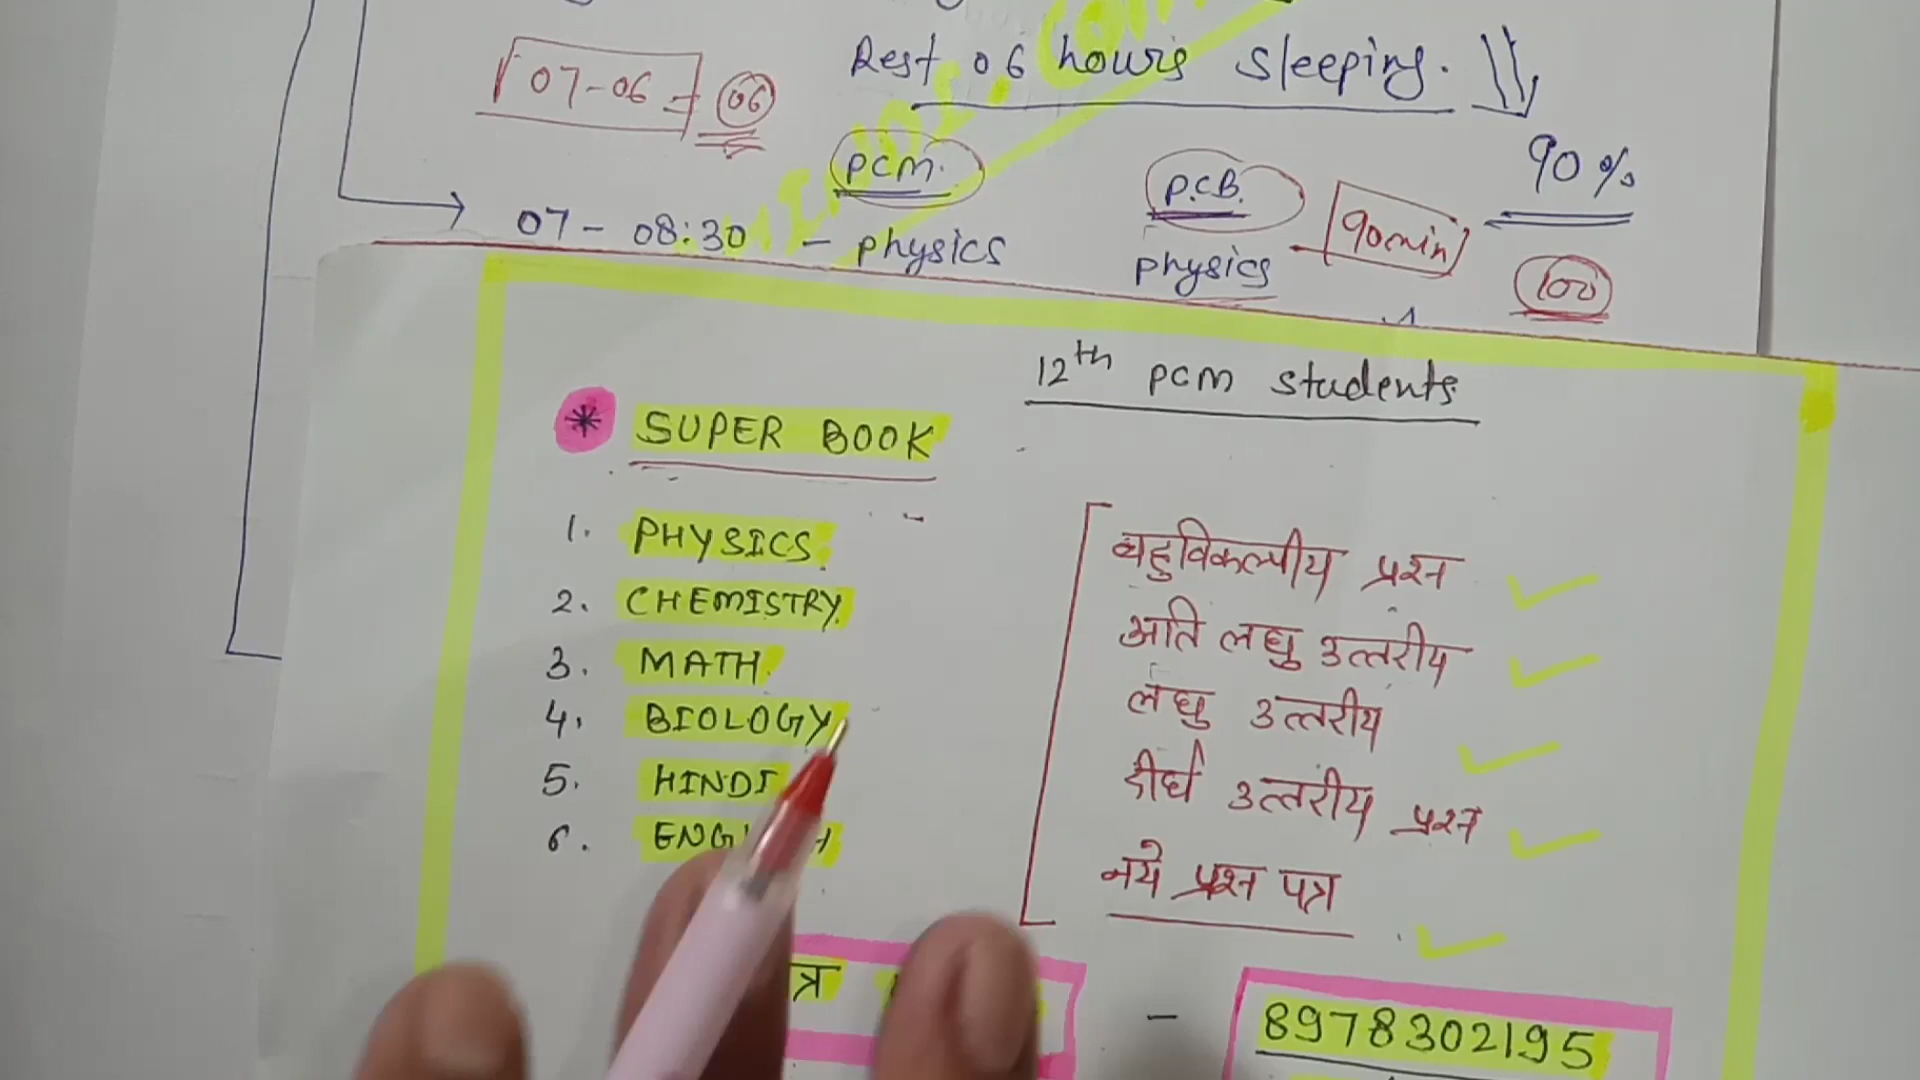 07-06 = 06
Rest 06 hours sleeping.
PCM.
P.C.B.
90%
07 - 08:30 - physics
physics - 90min
100
12th PCM students
* SUPER BOOK
1. PHYSICS.
2. CHEMISTRY.
3. MATH.
4. BIOLOGY
5. HINDI
6.
बहुविकल्पीय प्रश्न
अति लघु उत्तरीय
लघु उत्तरीय
दीर्घ उत्तरीय प्रश्न
नये प्रश्न पत्र
- 8978302195